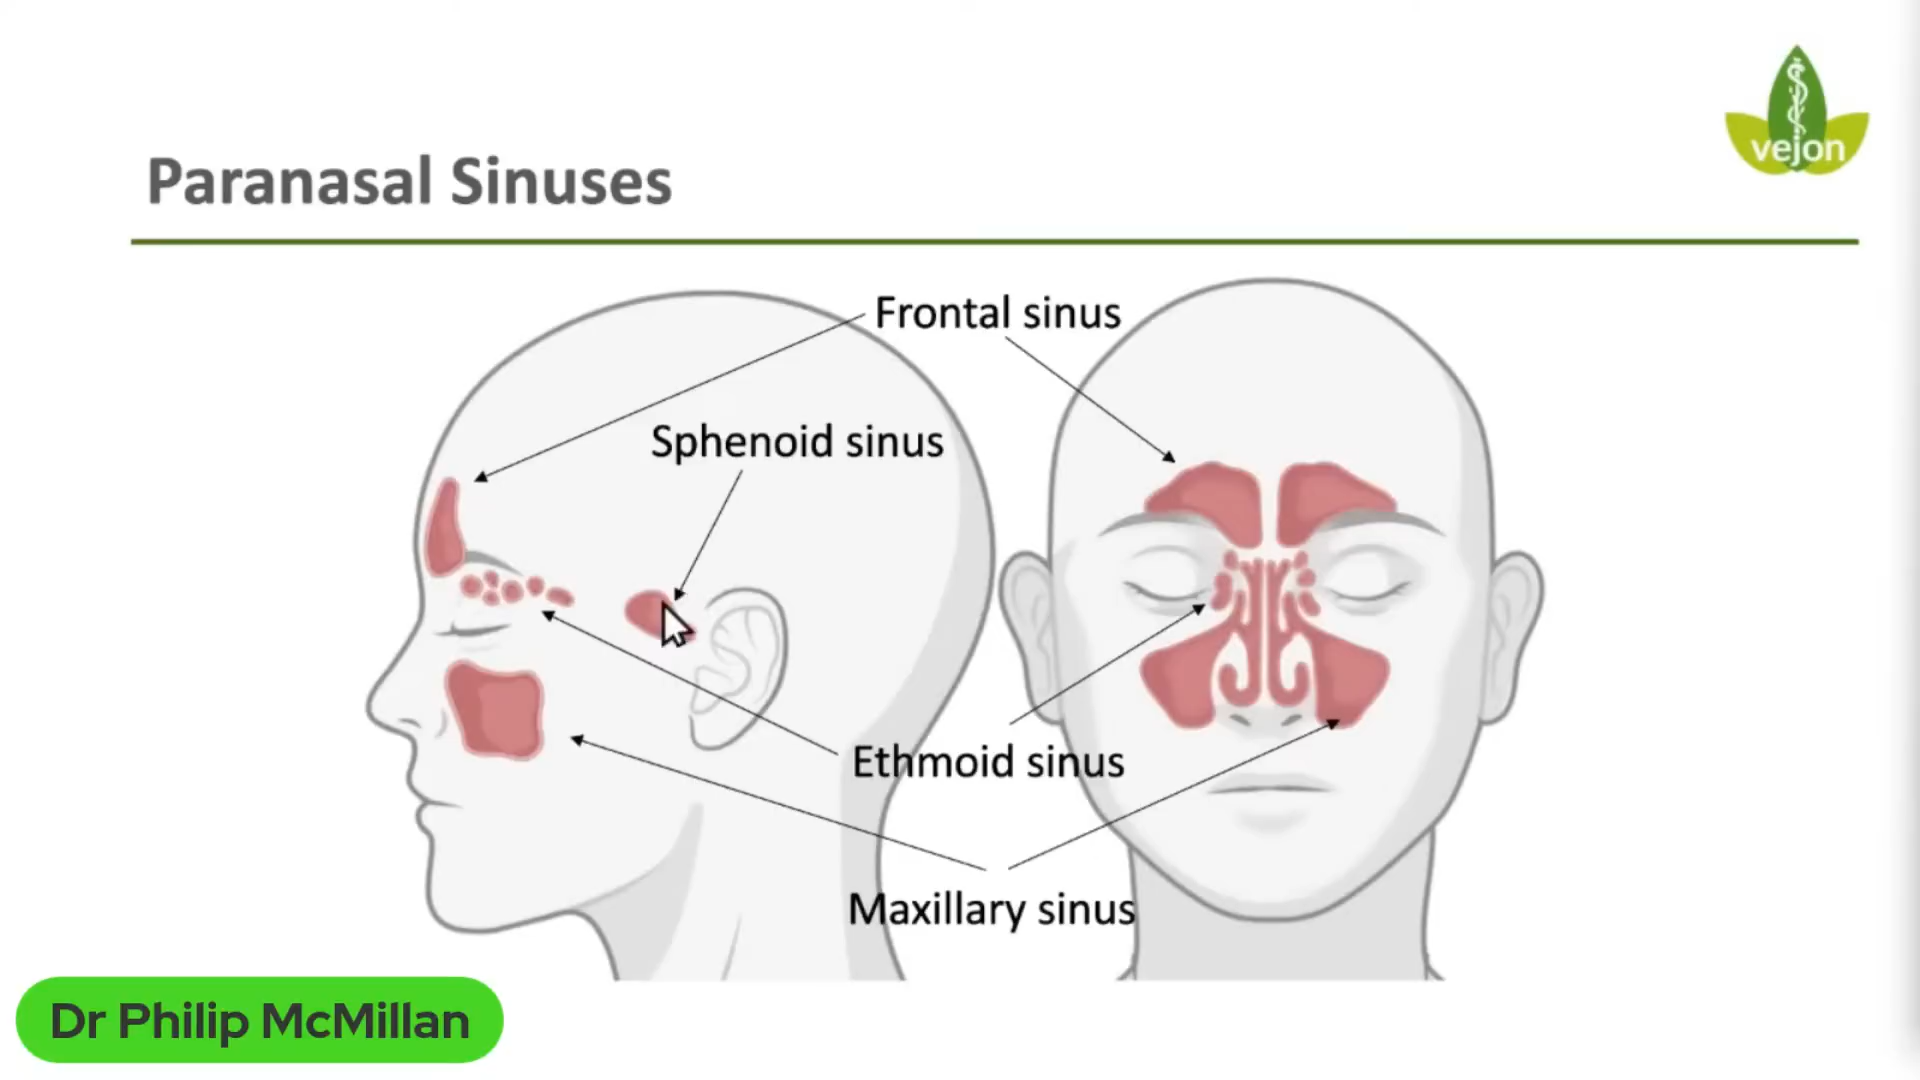 vejon
Paranasal Sinuses
Frontal sinus
Sphenoid sinus
Ethmoid sinus
Maxillary sinus
Dr Philip McMillan